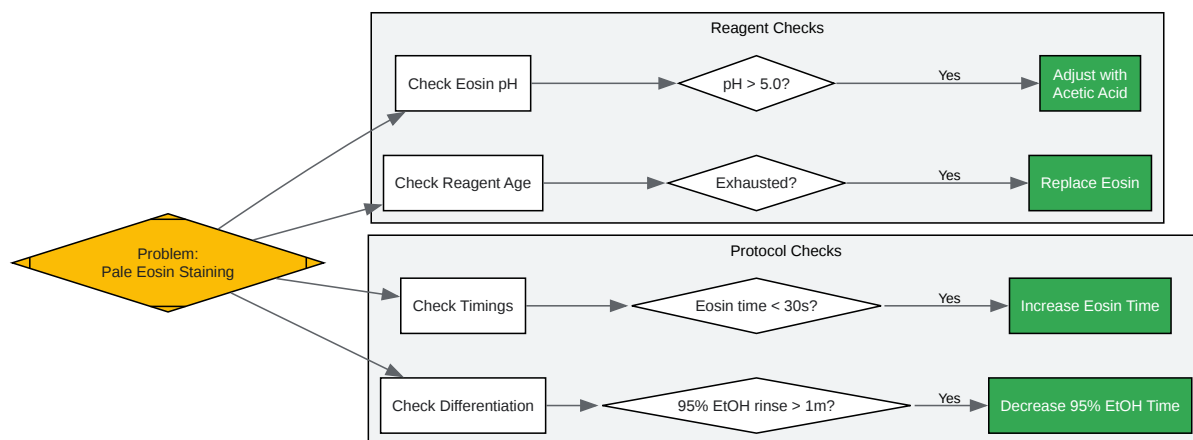 Reagent Checks
Check Eosin pH
pH > 5.0?
Yes
Adjust with
Acetic Acid
Check Reagent Age
Exhausted?
Yes
Replace Eosin
Problem:
Pale Eosin Staining
Protocol Checks
Check Timings
Eosin time < 30s?
Yes
Increase Eosin Time
Check Differentiation
95% EtOH rinse > 1m?
Yes
Decrease 95% EtOH Time